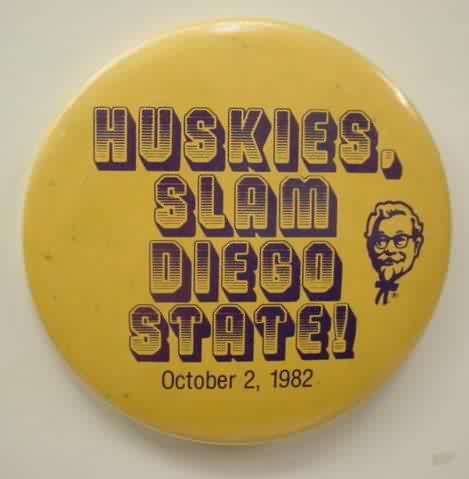 HUSKIES,
SLAM
DIEGO
STATE!
October 2, 1982